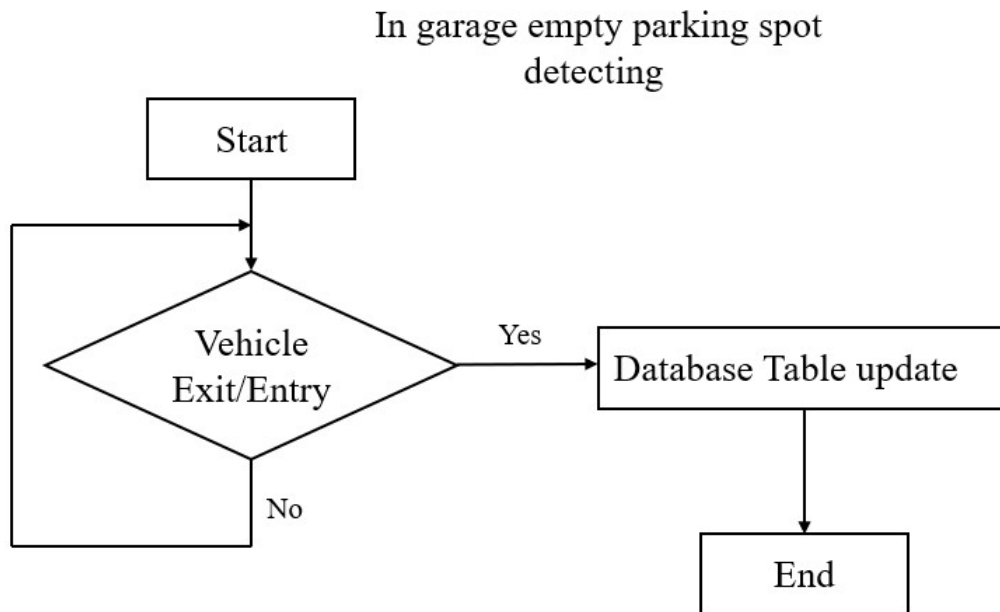 In garage empty parking spot
detecting
Start
Vehicle
Exit/Entry
Yes
Database Table update
No
End